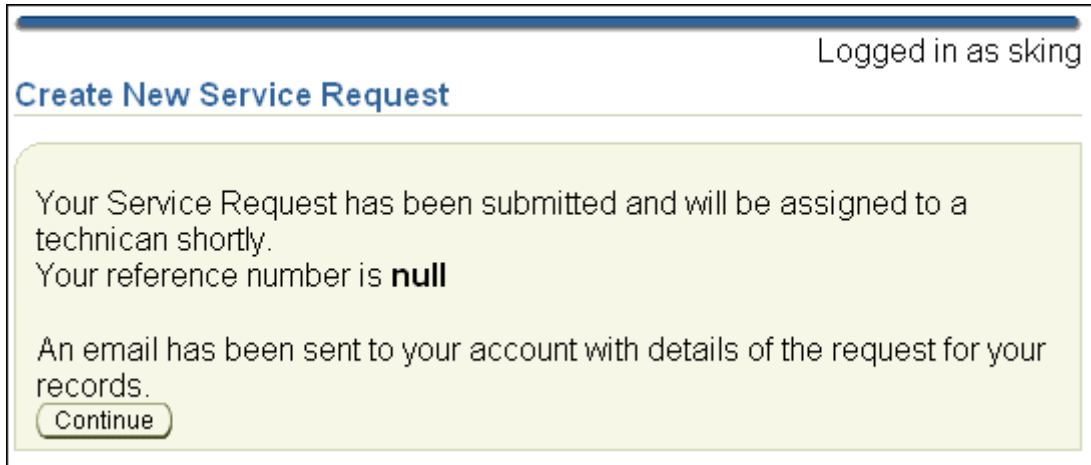 Logged in as sking
Create New Service Request
Your Service Request has been submitted and will be assigned to a
technican shortly.
Your reference number is null
An email has been sent to your account with details of the request for your
records.
Continue